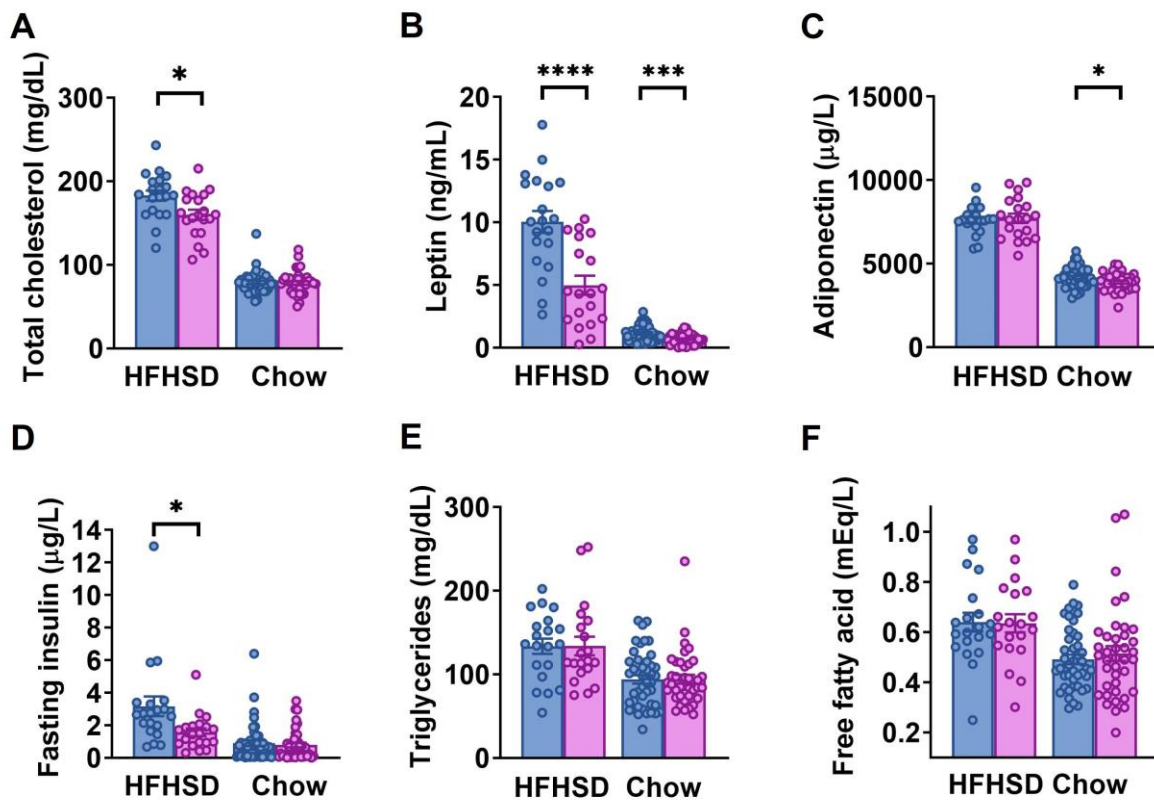 A
Total cholesterol (mg/dL)
300
200
100
0
*
HFHSD Chow
B
Leptin (ng/mL)
20
15
10
5
0
****
***
HFHSD Chow
C
Adiponectin (μg/L)
15000
10000
5000
0
*
HFHSD Chow
D
Fasting insulin (μg/L)
14
12
10
8
6
4
2
0
*
HFHSD Chow
E
Triglycerides (mg/dL)
300
200
100
0
HFHSD Chow
F
Free fatty acid (mEq/L)
1.0
0.8
0.6
0.4
0.2
HFHSD Chow